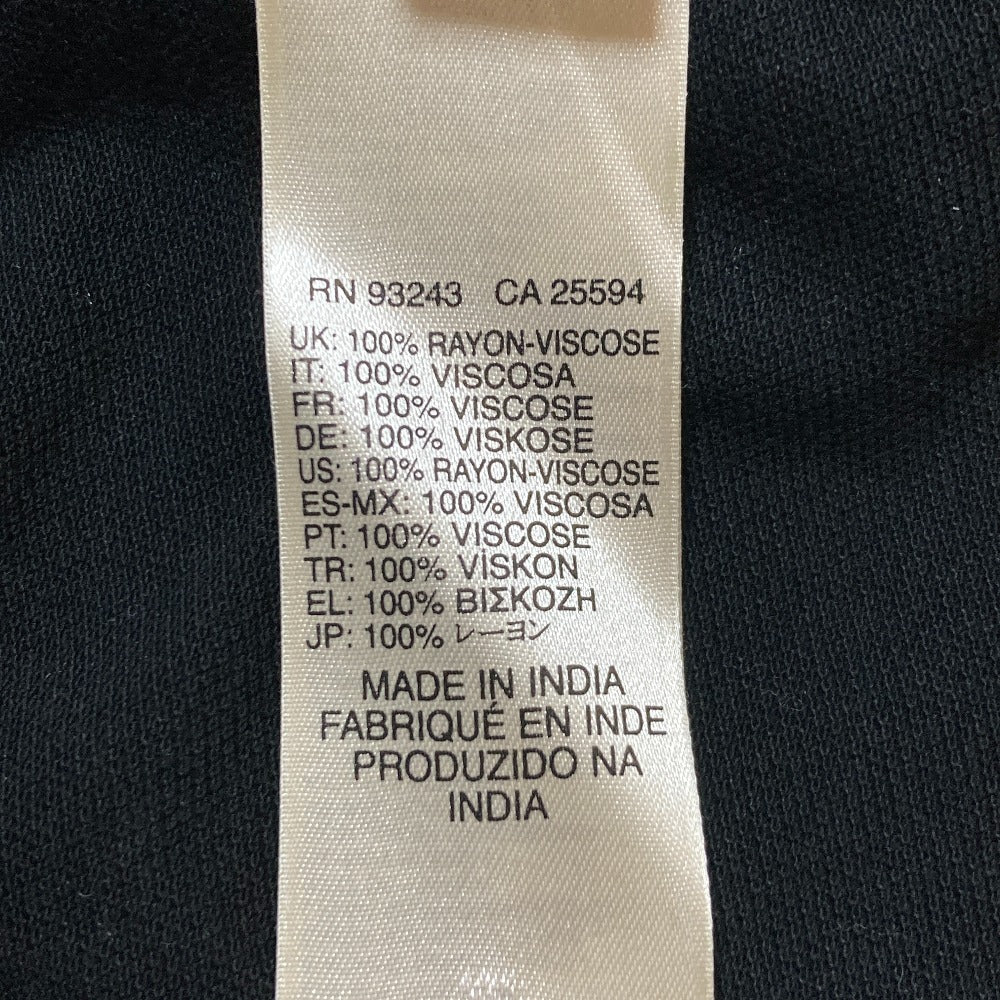 RN 93243 CA 25594
UK: 100% RAYON-VISCOSE
IT: 100% VISCOSA
FR: 100% VISCOSE
DE: 100% VISKOSE
US: 100% RAYON-VISCOSE
ES-MX: 100% VISCOSA
PT: 100% VISCOSE
TR: 100% VİSKON
EL: 100% ΒΙΣΚΟΖΗ
JP: 100% レーヨン
MADE IN INDIA
FABRIQUÉ EN INDE
PRODUZIDO NA
INDIA